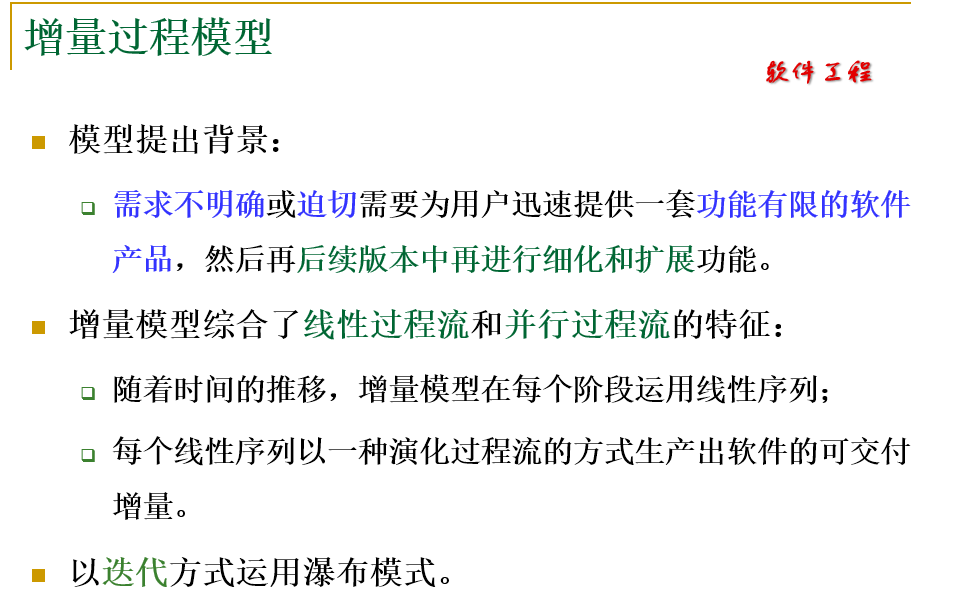 增量过程模型
软件工程
模型提出背景：
需求不明确或迫切需要为用户迅速提供一套功能有限的软件
产品，然后再后续版本中再进行细化和扩展功能。
增量模型综合了线性过程流和并行过程流的特征：
随着时间的推移，增量模型在每个阶段运用线性序列；
每个线性序列以一种演化过程流的方式生产出软件的可交付
增量。
以迭代方式运用瀑布模式。